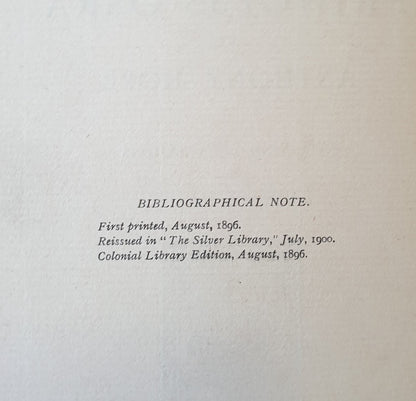 BIBLIOGRAPHICAL NOTE.
First printed, August, 1896.
Reissued in "The Silver Library," July, 1900.
Colonial Library Edition, August, 1896.